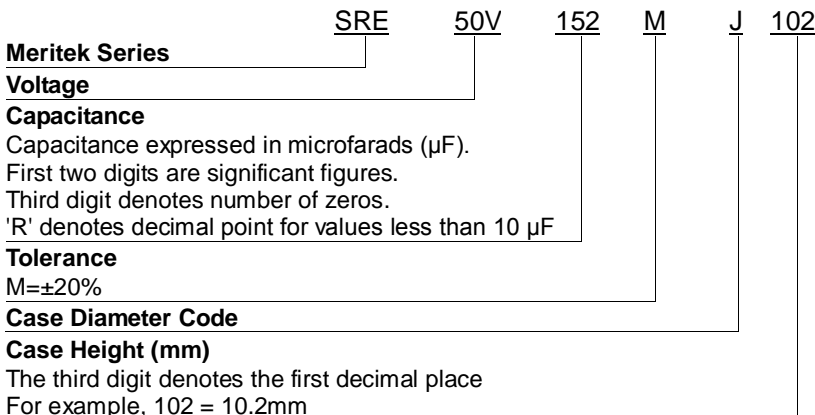 SRE 50V 152 M J 102
Meritek Series
Voltage
Capacitance
Capacitance expressed in microfarads (µF).
First two digits are significant figures.
Third digit denotes number of zeros.
'R' denotes decimal point for values less than 10 µF
Tolerance
M=±20%
Case Diameter Code
Case Height (mm)
The third digit denotes the first decimal place
For example, 102 = 10.2mm